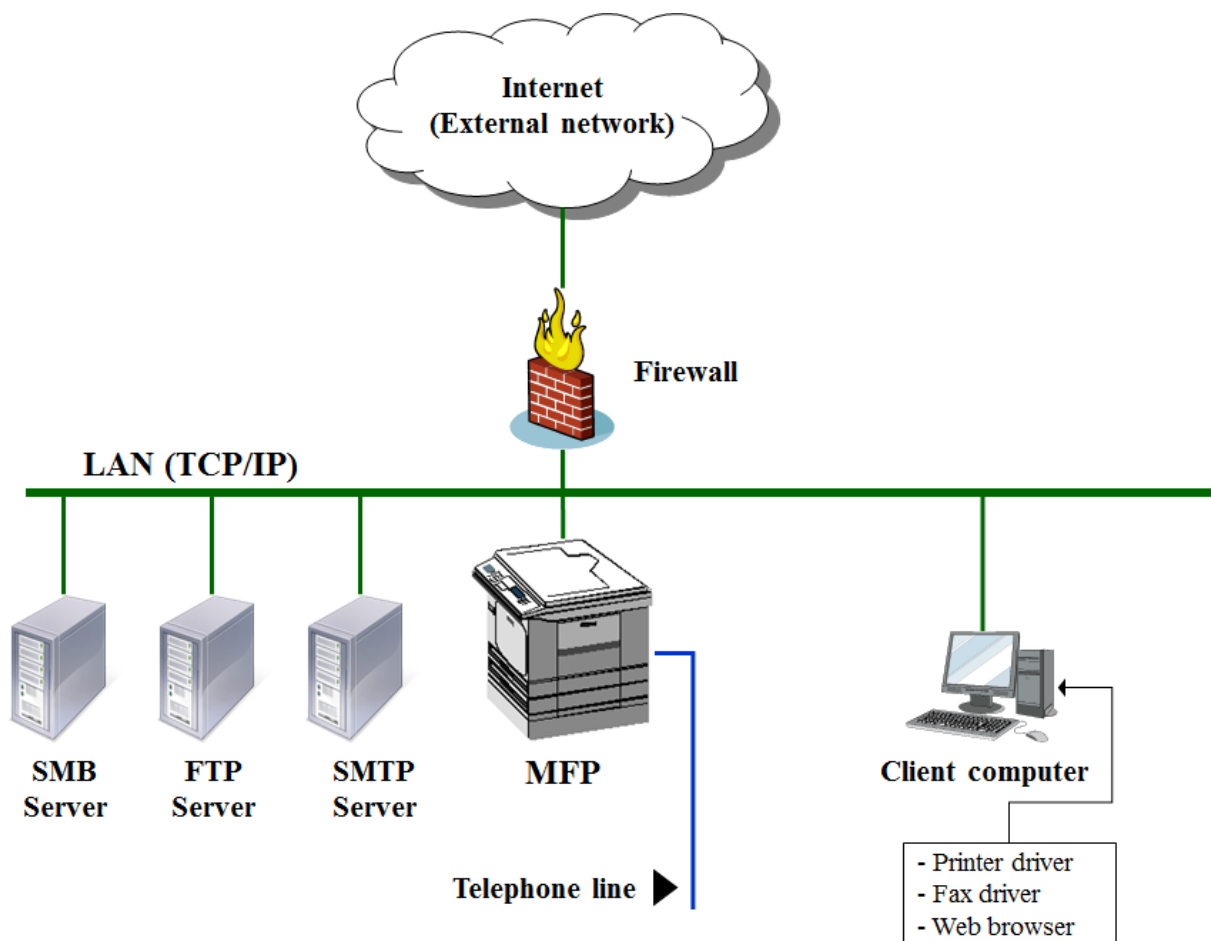 Internet
(External network)
Firewall
LAN (TCP/IP)
SMB
Server
FTP
Server
SMTP
Server
MFP
Client computer
Telephone line
- Printer driver
- Fax driver
- Web browser